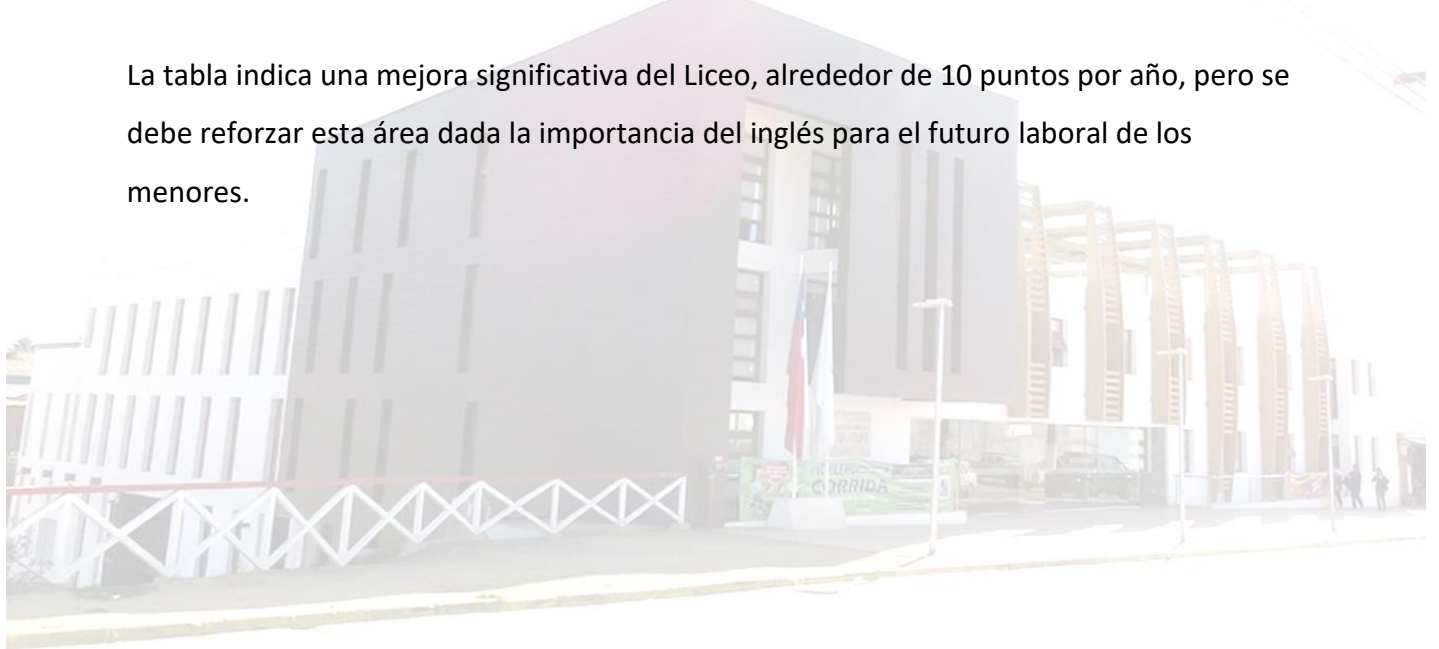 La tabla indica una mejora significativa del Liceo, alrededor de 10 puntos por año, pero se
debe reforzar esta área dada la importancia del inglés para el futuro laboral de los
menores.
CORRIDA